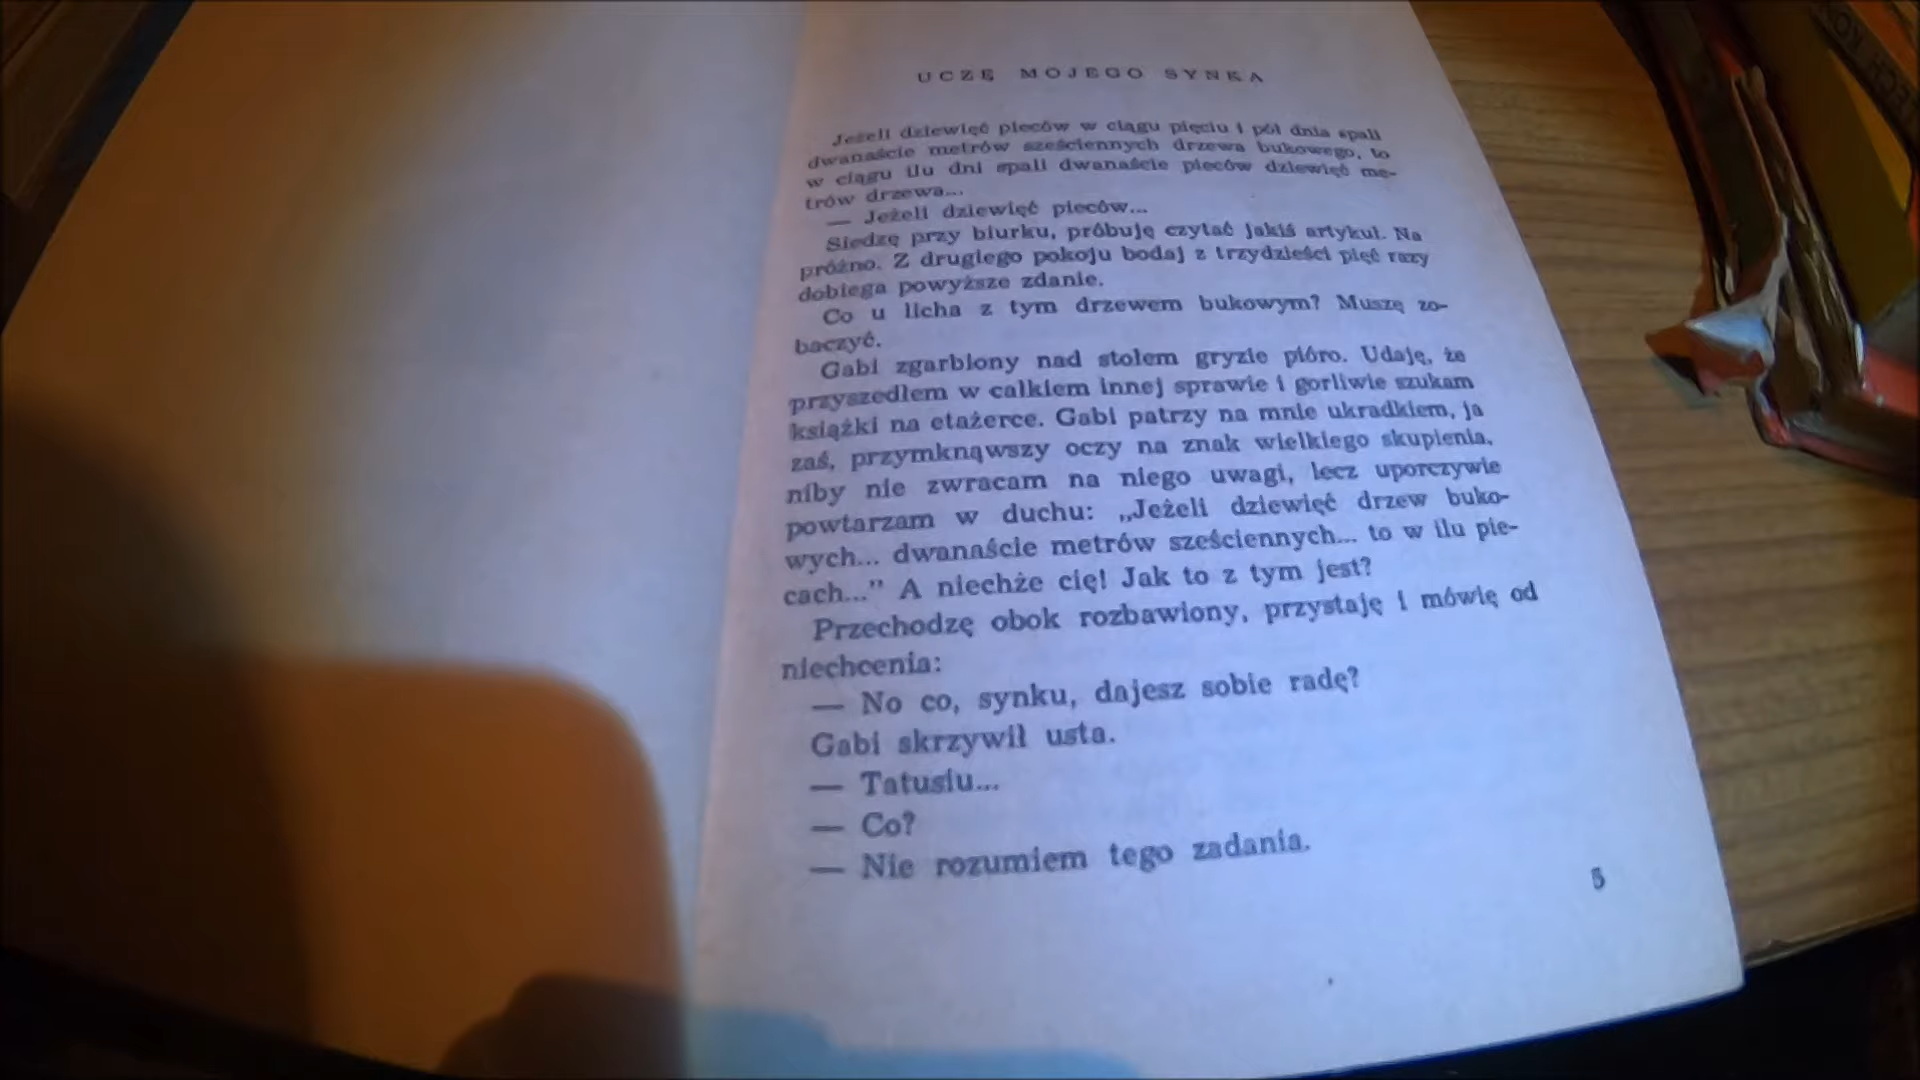 UCZĘ MOJEGO SYNKA
Jeżeli dziewięć pieców w ciągu pięciu i pół dnia spali
dwanaście metrów sześciennych drzewa bukowego, to
w ciągu ilu dni spali dwanaście pieców dziewięć me-
trów drzewa...
— Jeżeli dziewięć pieców...
Siedzę przy biurku, próbuję czytać jakiś artykuł. Na
próżno. Z drugiego pokoju bodaj z trzydzieści pięć razy
dobiega powyższe zdanie.
Co u licha z tym drzewem bukowym? Muszę zo-
baczyć.
Gabi zgarbiony nad stołem gryzie pióro. Udaję, że
przyszedłem w całkiem innej sprawie i gorliwie szukam
książki na etażerce. Gabi patrzy na mnie ukradkiem, ja
zaś, przymknąwszy oczy na znak wielkiego skupienia,
niby nie zwracam na niego uwagi, lecz uporczywie
powtarzam w duchu: „Jeżeli dziewięć drzew buko-
wych... dwanaście metrów sześciennych... to w ilu pie-
cach..." A niechże cię! Jak to z tym jest?
Przechodzę obok rozbawiony, przystaję i mówię od
niechcenia:
— No co, synku, dajesz sobie radę?
Gabi skrzywił usta.
— Tatusiu...
— Co?
— Nie rozumiem tego zadania.
5